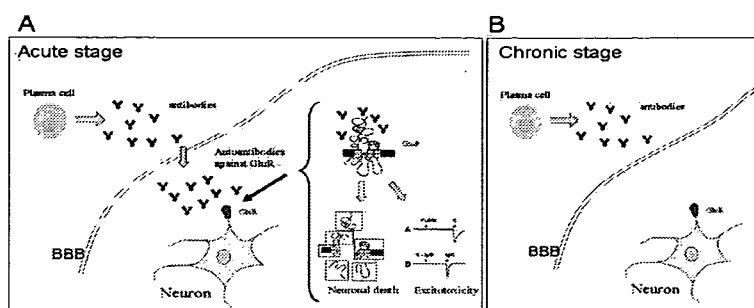 A
Acute stage
Plasma cell
antibodies
Autoantibodies
against GluR
GluR
GluR
BBB
Neuron
A
B
Neuronal death
Excitotoxicity
B
Chronic stage
Plasma cell
antibodies
GluR
BBB
Neuron